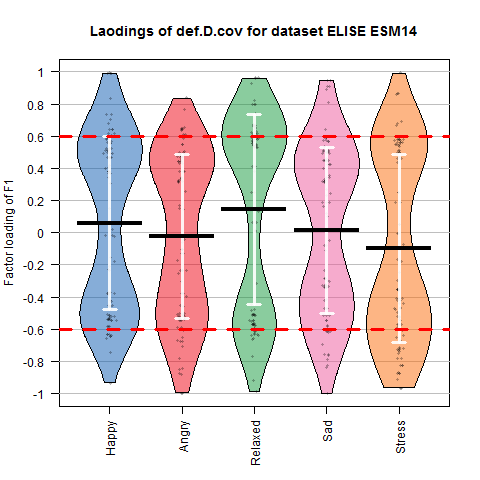 Laodings of def.D.cov for dataset ELISE ESM14
Factor loading of F1
1
0.8
0.6
0.4
0.2
0
-0.2
-0.4
-0.6
-0.8
-1
Happy
Angry
Relaxed
Sad
Stress